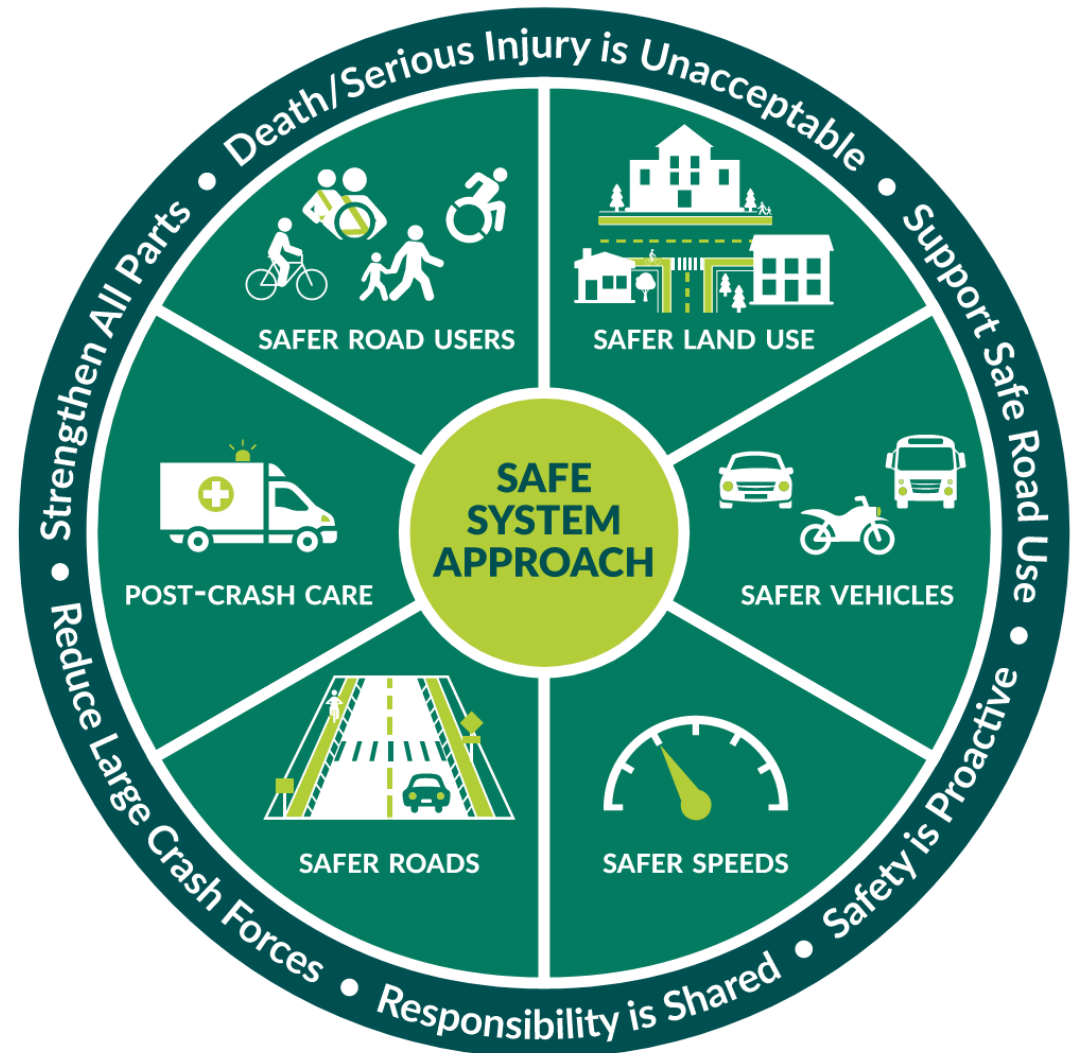 Death/Serious Injury is Unacceptable
Support Safe Road Use
Safety is Proactive
Responsibility is Shared
Reduce Large Crash Forces
Strengthen All Parts
SAFER ROAD USERS
SAFER LAND USE
SAFE
SYSTEM
APPROACH
POST-CRASH CARE
SAFER VEHICLES
SAFER ROADS
SAFER SPEEDS